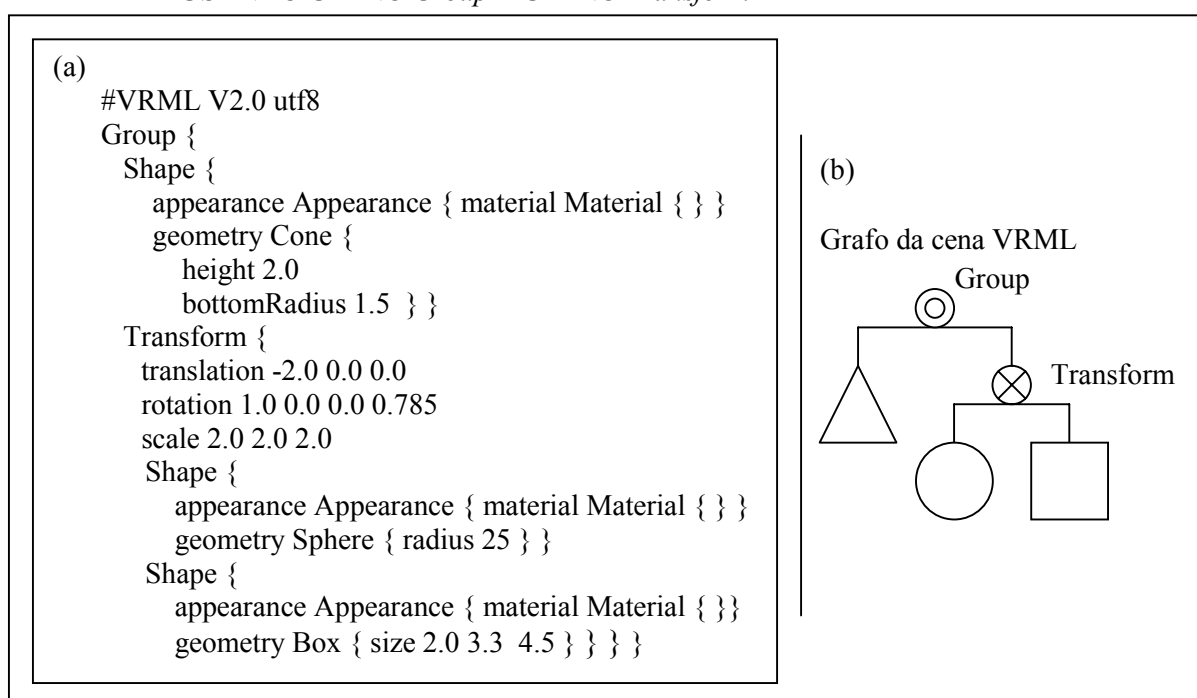 (a)
#VRML V2.0 utf8
Group {
Shape {
appearance Appearance { material Material { } }
geometry Cone {
height 2.0
bottomRadius 1.5 } }
Transform {
translation -2.0 0.0 0.0
rotation 1.0 0.0 0.0 0.785
scale 2.0 2.0 2.0
Shape {
appearance Appearance { material Material { } }
geometry Sphere { radius 25 } }
Shape {
appearance Appearance { material Material { }}
geometry Box { size 2.0 3.3 4.5 } } } }
(b)
Grafo da cena VRML
Group
Transform